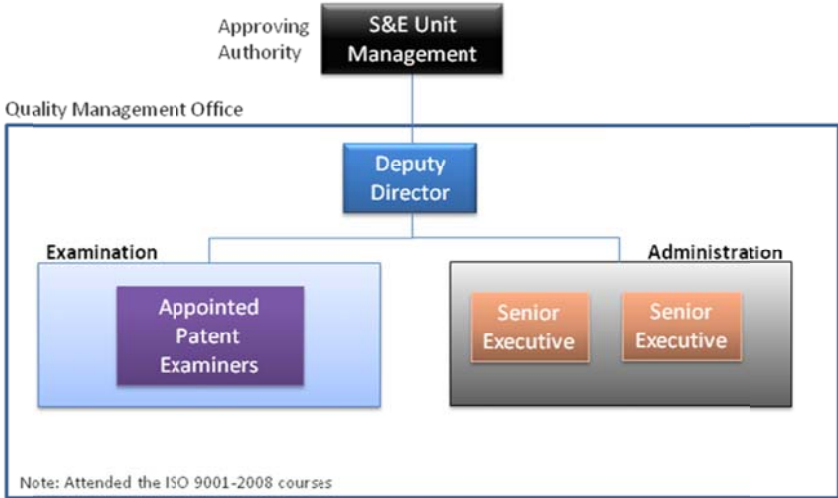 Approving
Authority
S&E Unit
Management
Quality Management Office
Deputy
Director
Examination
Administration
Appointed
Patent
Examiners
Senior
Executive
Senior
Executive
Note: Attended the ISO 9001-2008 courses